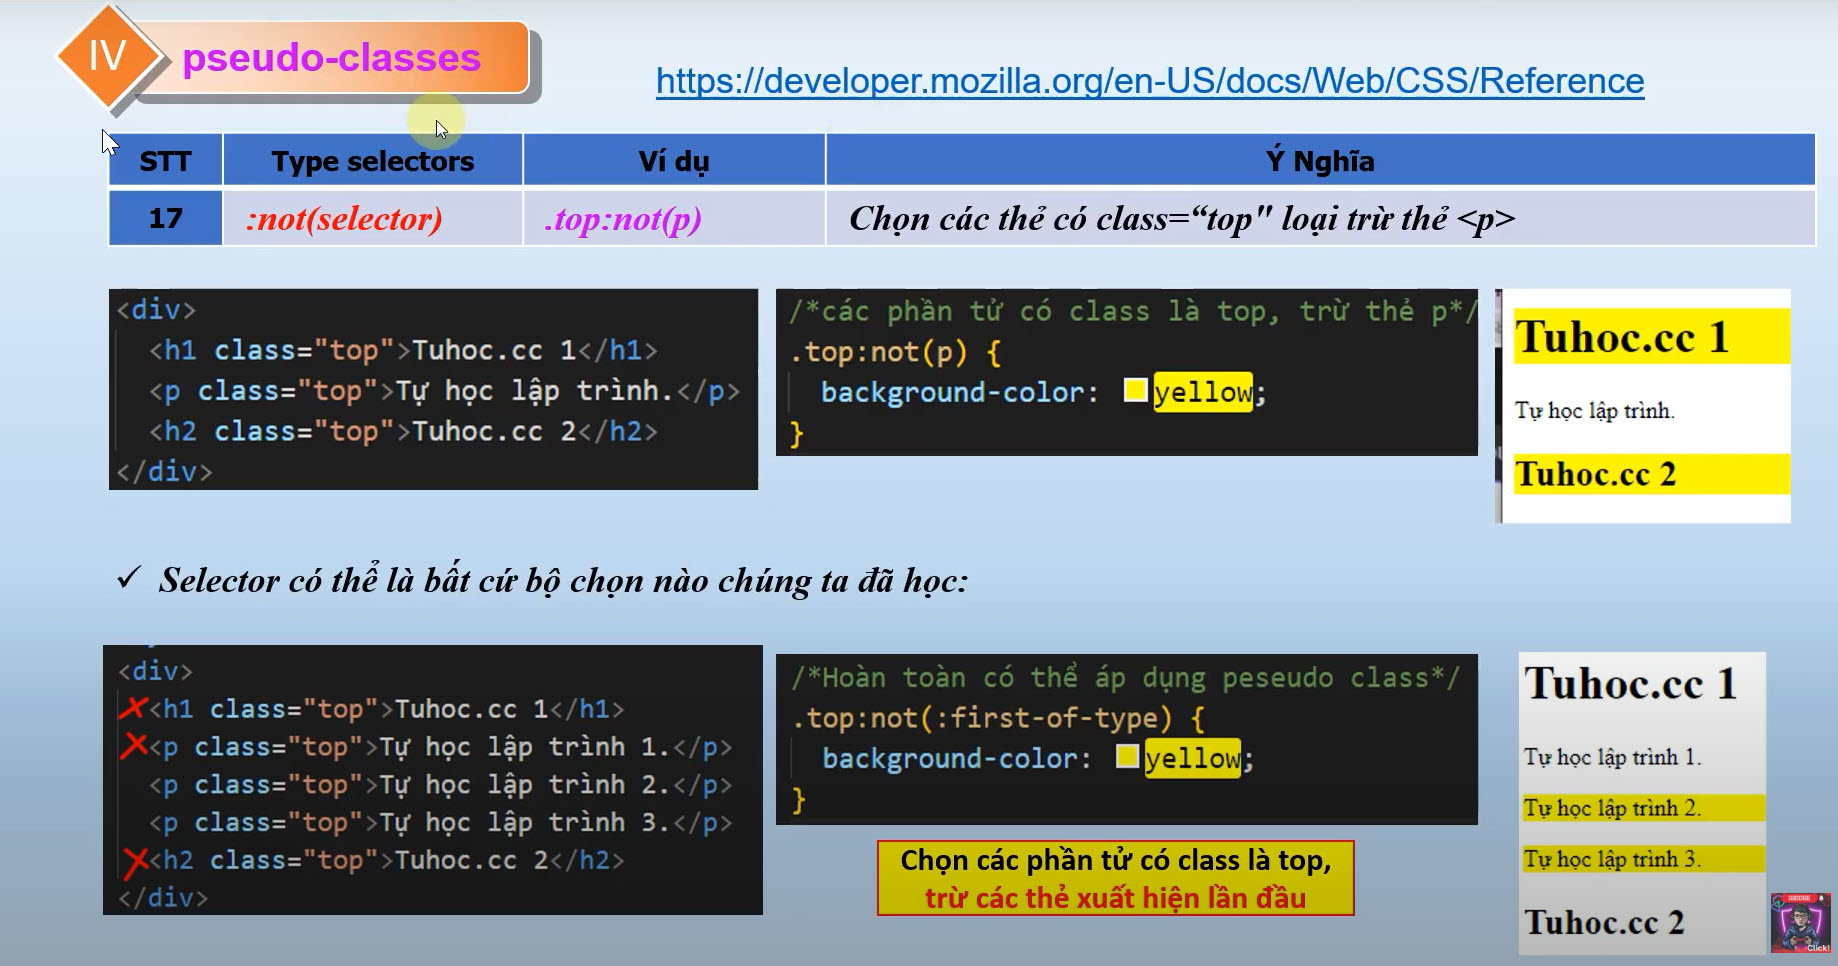 IV
pseudo-classes
https://developer.mozilla.org/en-US/docs/Web/CSS/Reference
STT Type selectors Ví dụ Ý Nghĩa
17 :not(selector) .top:not(p) Chọn các thẻ có class=“top" loại trừ thẻ <p>
<div>
<h1 class="top">Tuhoc.cc 1</h1>
<p class="top">Tự học lập trình.</p>
<h2 class="top">Tuhoc.cc 2</h2>
</div>
/*các phần tử có class là top, trừ thẻ p*/
.top:not(p) {
background-color: yellow;
}
Tuhoc.cc 1
Tự học lập trình.
Tuhoc.cc 2
✓ Selector có thể là bất cứ bộ chọn nào chúng ta đã học:
<div>
<h1 class="top">Tuhoc.cc 1</h1>
<p class="top">Tự học lập trình 1.</p>
<p class="top">Tự học lập trình 2.</p>
<p class="top">Tự học lập trình 3.</p>
<h2 class="top">Tuhoc.cc 2</h2>
</div>
/*Hoàn toàn có thể áp dụng peseudo class*/
.top:not(:first-of-type) {
background-color: yellow;
}
Chọn các phần tử có class là top,
trừ các thẻ xuất hiện lần đầu
Tuhoc.cc 1
Tự học lập trình 1.
Tự học lập trình 2.
Tự học lập trình 3.
Tuhoc.cc 2
SUBSCRIBE
Click!